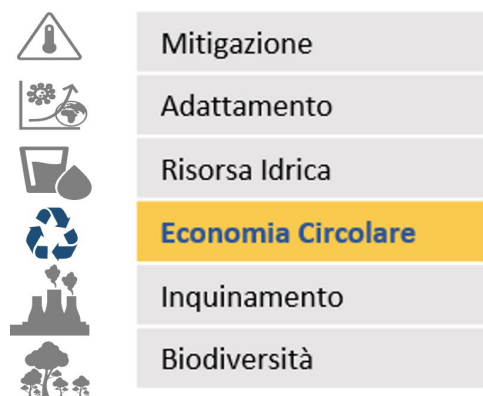 Mitigazione
Adattamento
Risorsa Idrica
Economia Circolare
Inquinamento
Biodiversità